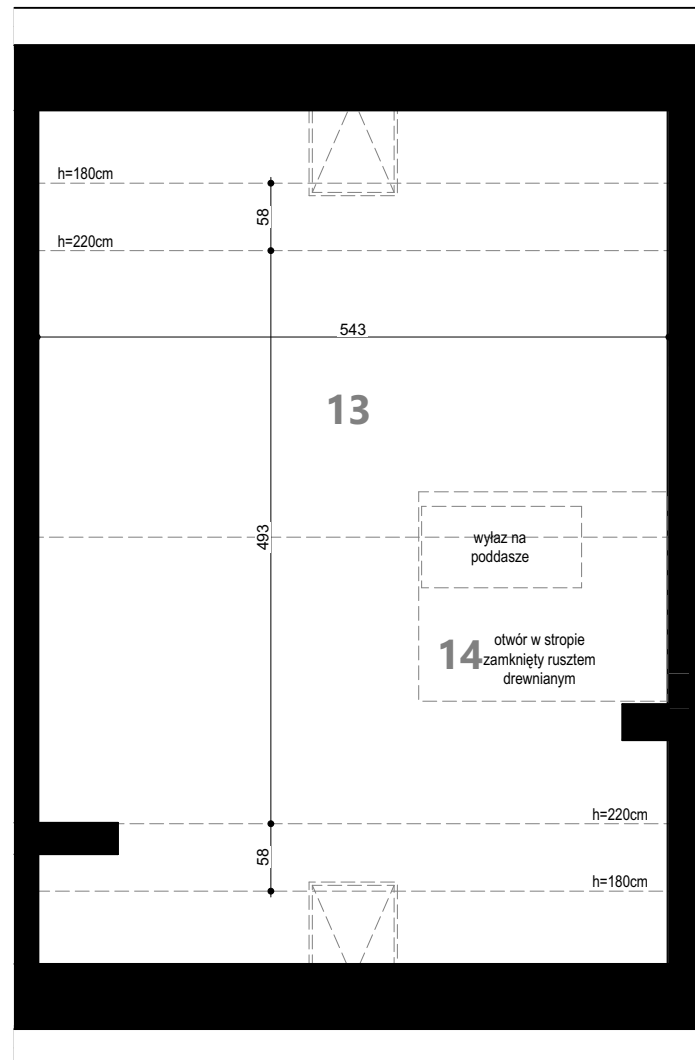 h=180cm
58
h=220cm
543
13
493
wyłaz na
poddasze
14
otwór w stropie
zamknięty rusztem
drewnianym
h=220cm
58
h=180cm